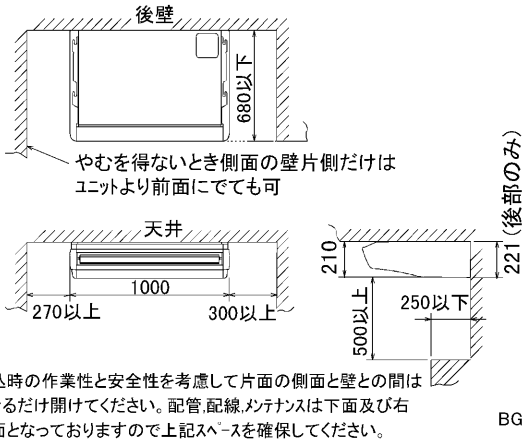 後壁
680以下
やむを得ないとき側面の壁片側だけは
ユニットより前面にでても可
天井
1000
270以上
300以上
210
221(後部のみ)
500以上
250以下
込時の作業性と安全性を考慮して片面の側面と壁との間は
るだけ開けてください。配管,配線,メンテナンスは下面及び右
面となっておりますので上記スペースを確保してください。
BG